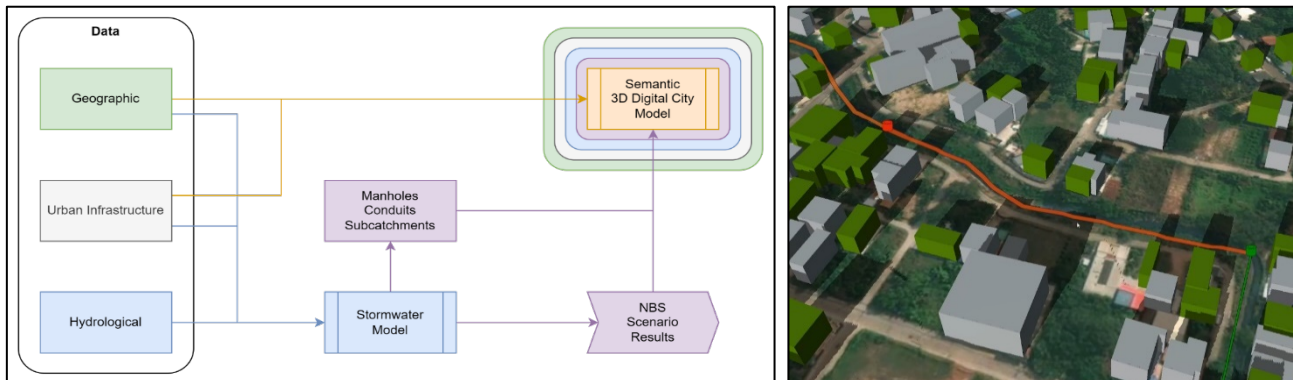 Data
Geographic
Semantic
3D Digital City
Model
Urban Infrastructure
Manholes
Conduits
Subcatchments
Hydrological
Stormwater
Model
NBS
Scenario
Results